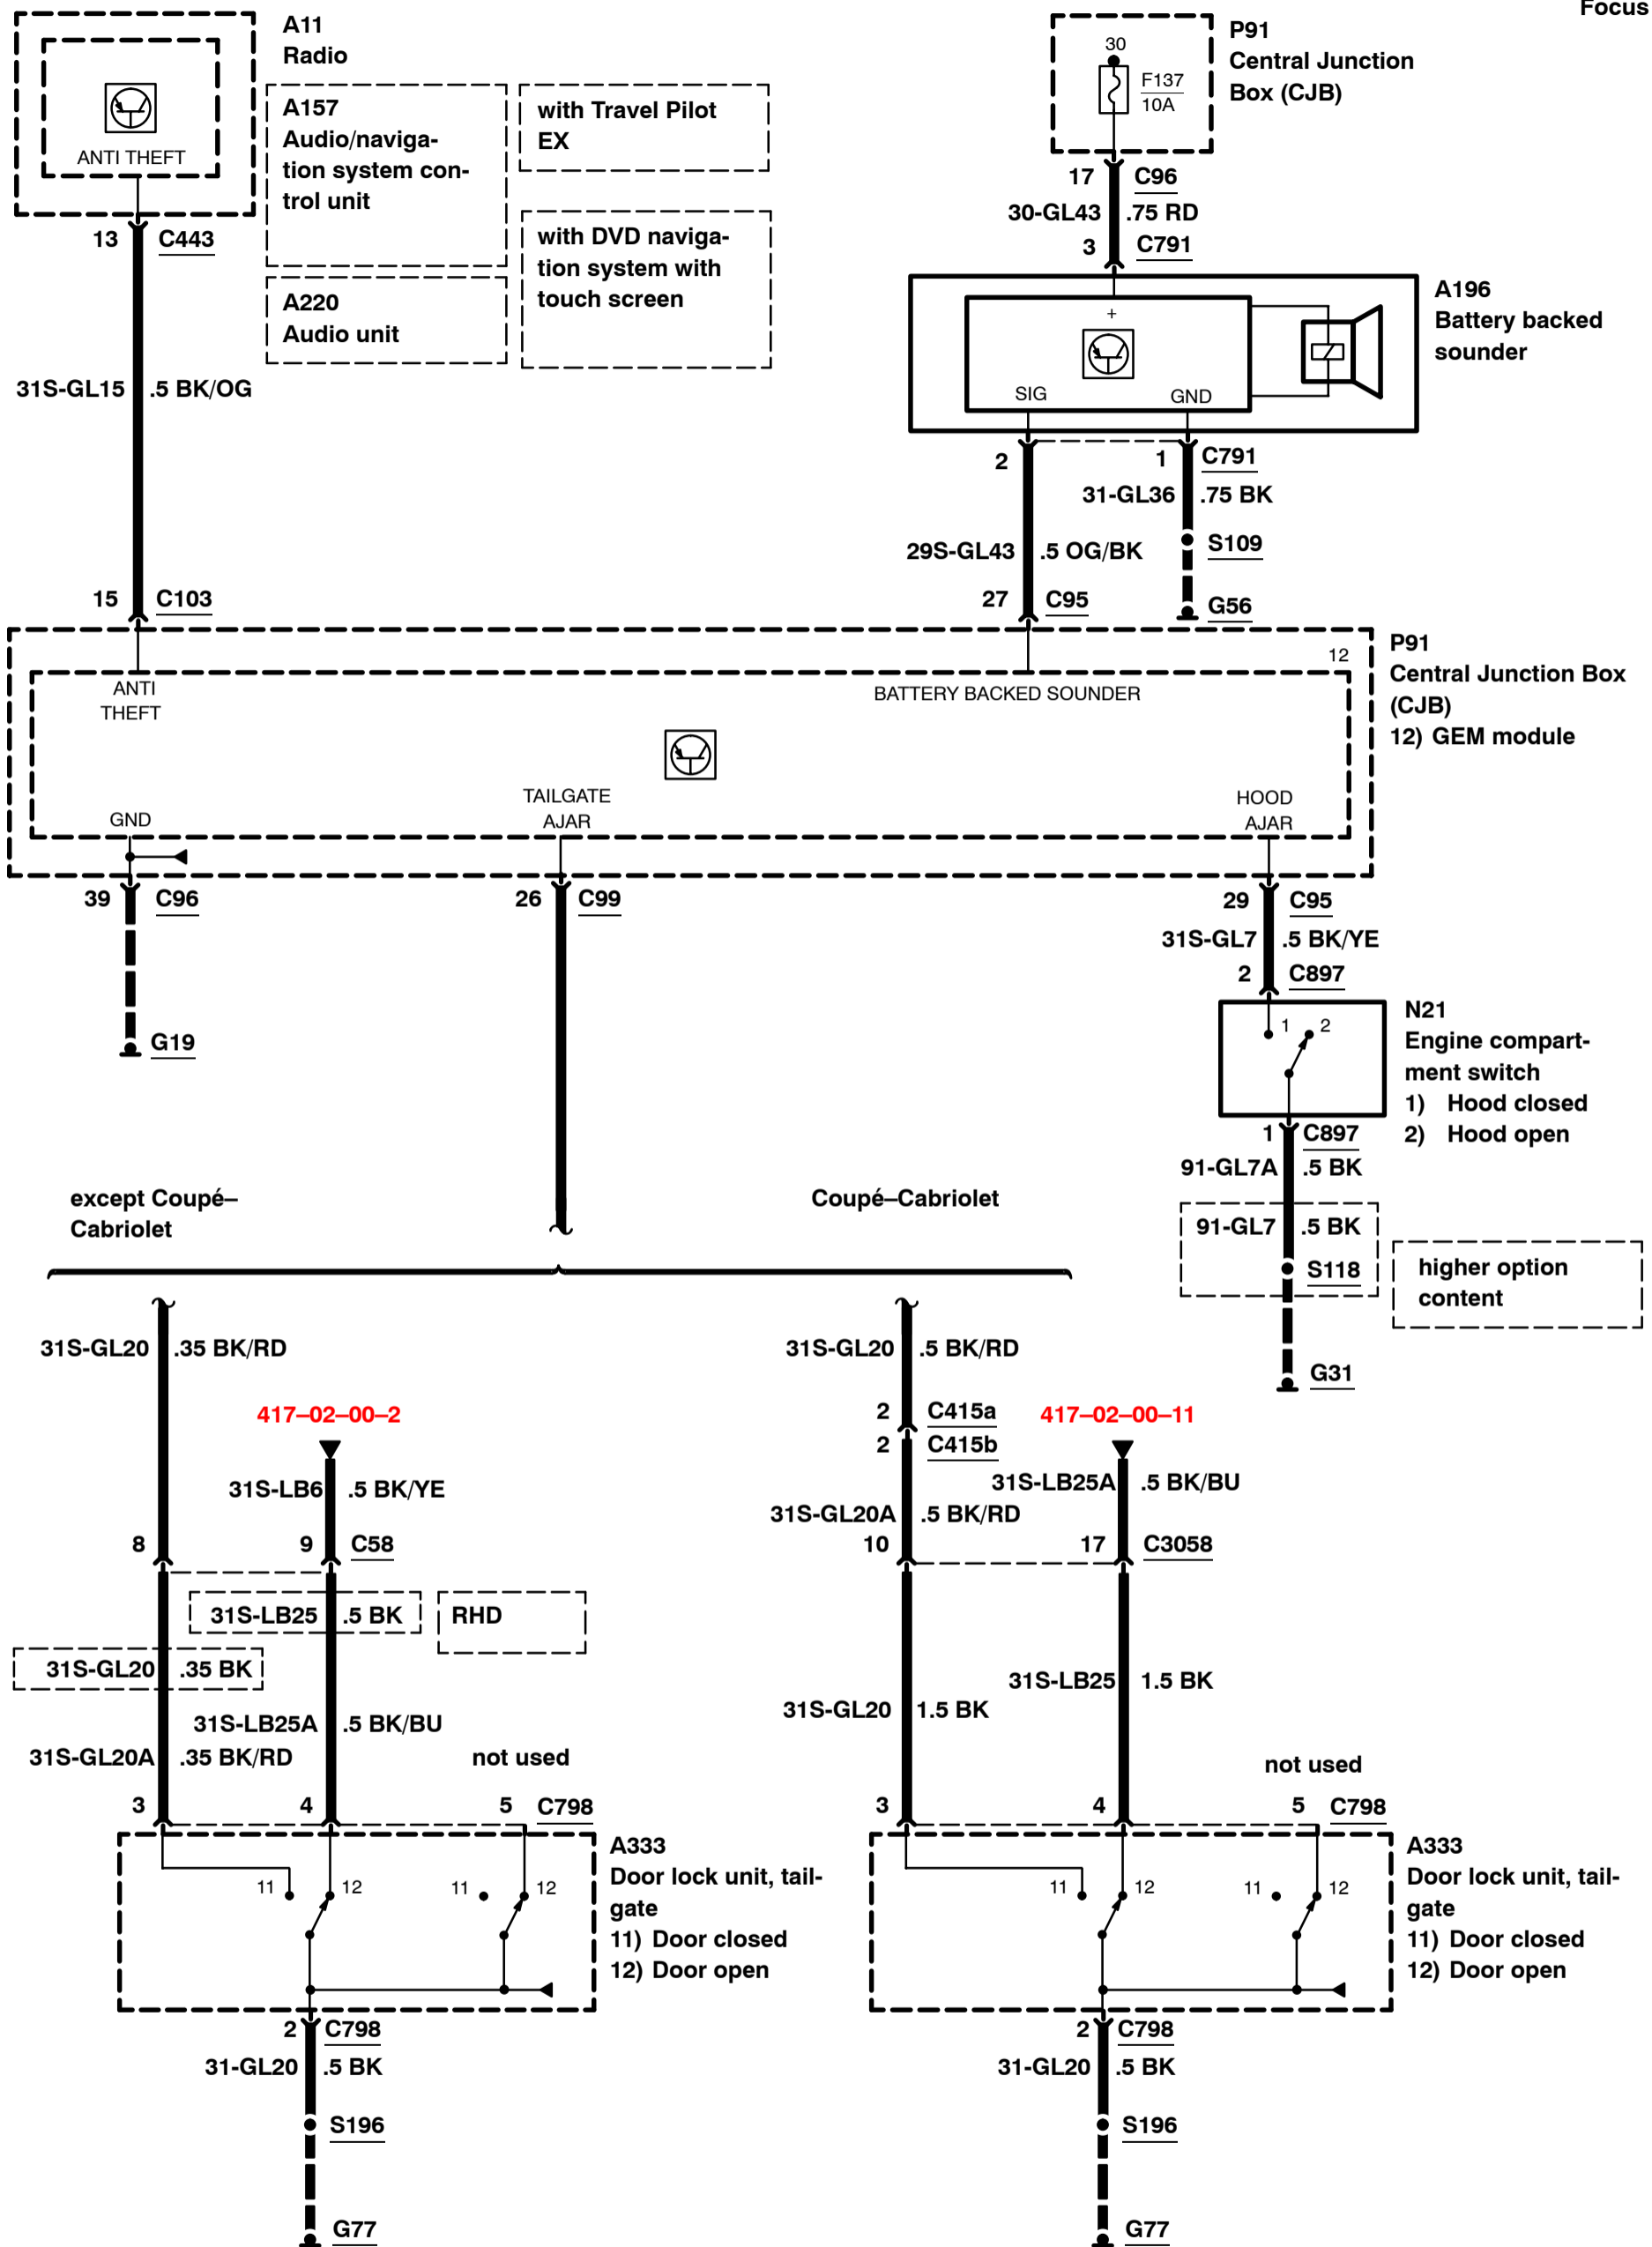 Focus
A11
Radio
ANTI THEFT
A157
Audio/naviga-
tion system con-
trol unit
with Travel Pilot
EX
A220
Audio unit
with DVD naviga-
tion system with
touch screen
13 C443
31S-GL15 .5 BK/OG
15 C103
30
F137
10A
P91
Central Junction
Box (CJB)
17 C96
30-GL43 .75 RD
3 C791
+
SIG GND
A196
Battery backed
sounder
2 1 C791
31-GL36 .75 BK
29S-GL43 .5 OG/BK
S109
27 C95
G56
12
ANTI
THEFT
BATTERY BACKED SOUNDER
GND
TAILGATE
AJAR
HOOD
AJAR
P91
Central Junction Box
(CJB)
12) GEM module
39 C96
G19
26 C99
29 C95
31S-GL7 .5 BK/YE
2 C897
1 2
N21
Engine compart-
ment switch
1) Hood closed
2) Hood open
1 C897
91-GL7A .5 BK
91-GL7 .5 BK
S118
higher option
content
G31
except Coupé–
Cabriolet
Coupé–Cabriolet
31S-GL20 .35 BK/RD
417–02–00–2
31S-LB6 .5 BK/YE
8 9 C58
31S-LB25 .5 BK
RHD
31S-GL20 .35 BK
31S-LB25A .5 BK/BU
31S-GL20A .35 BK/RD
not used
3 4 5 C798
11 12 11 12
A333
Door lock unit, tail-
gate
11) Door closed
12) Door open
2 C798
31-GL20 .5 BK
S196
G77
31S-GL20 .5 BK/RD
2 C415a
2 C415b
417–02–00–11
31S-LB25A .5 BK/BU
31S-GL20A .5 BK/RD
10 17 C3058
31S-LB25 1.5 BK
31S-GL20 1.5 BK
not used
3 4 5 C798
11 12 11 12
A333
Door lock unit, tail-
gate
11) Door closed
12) Door open
2 C798
31-GL20 .5 BK
S196
G77